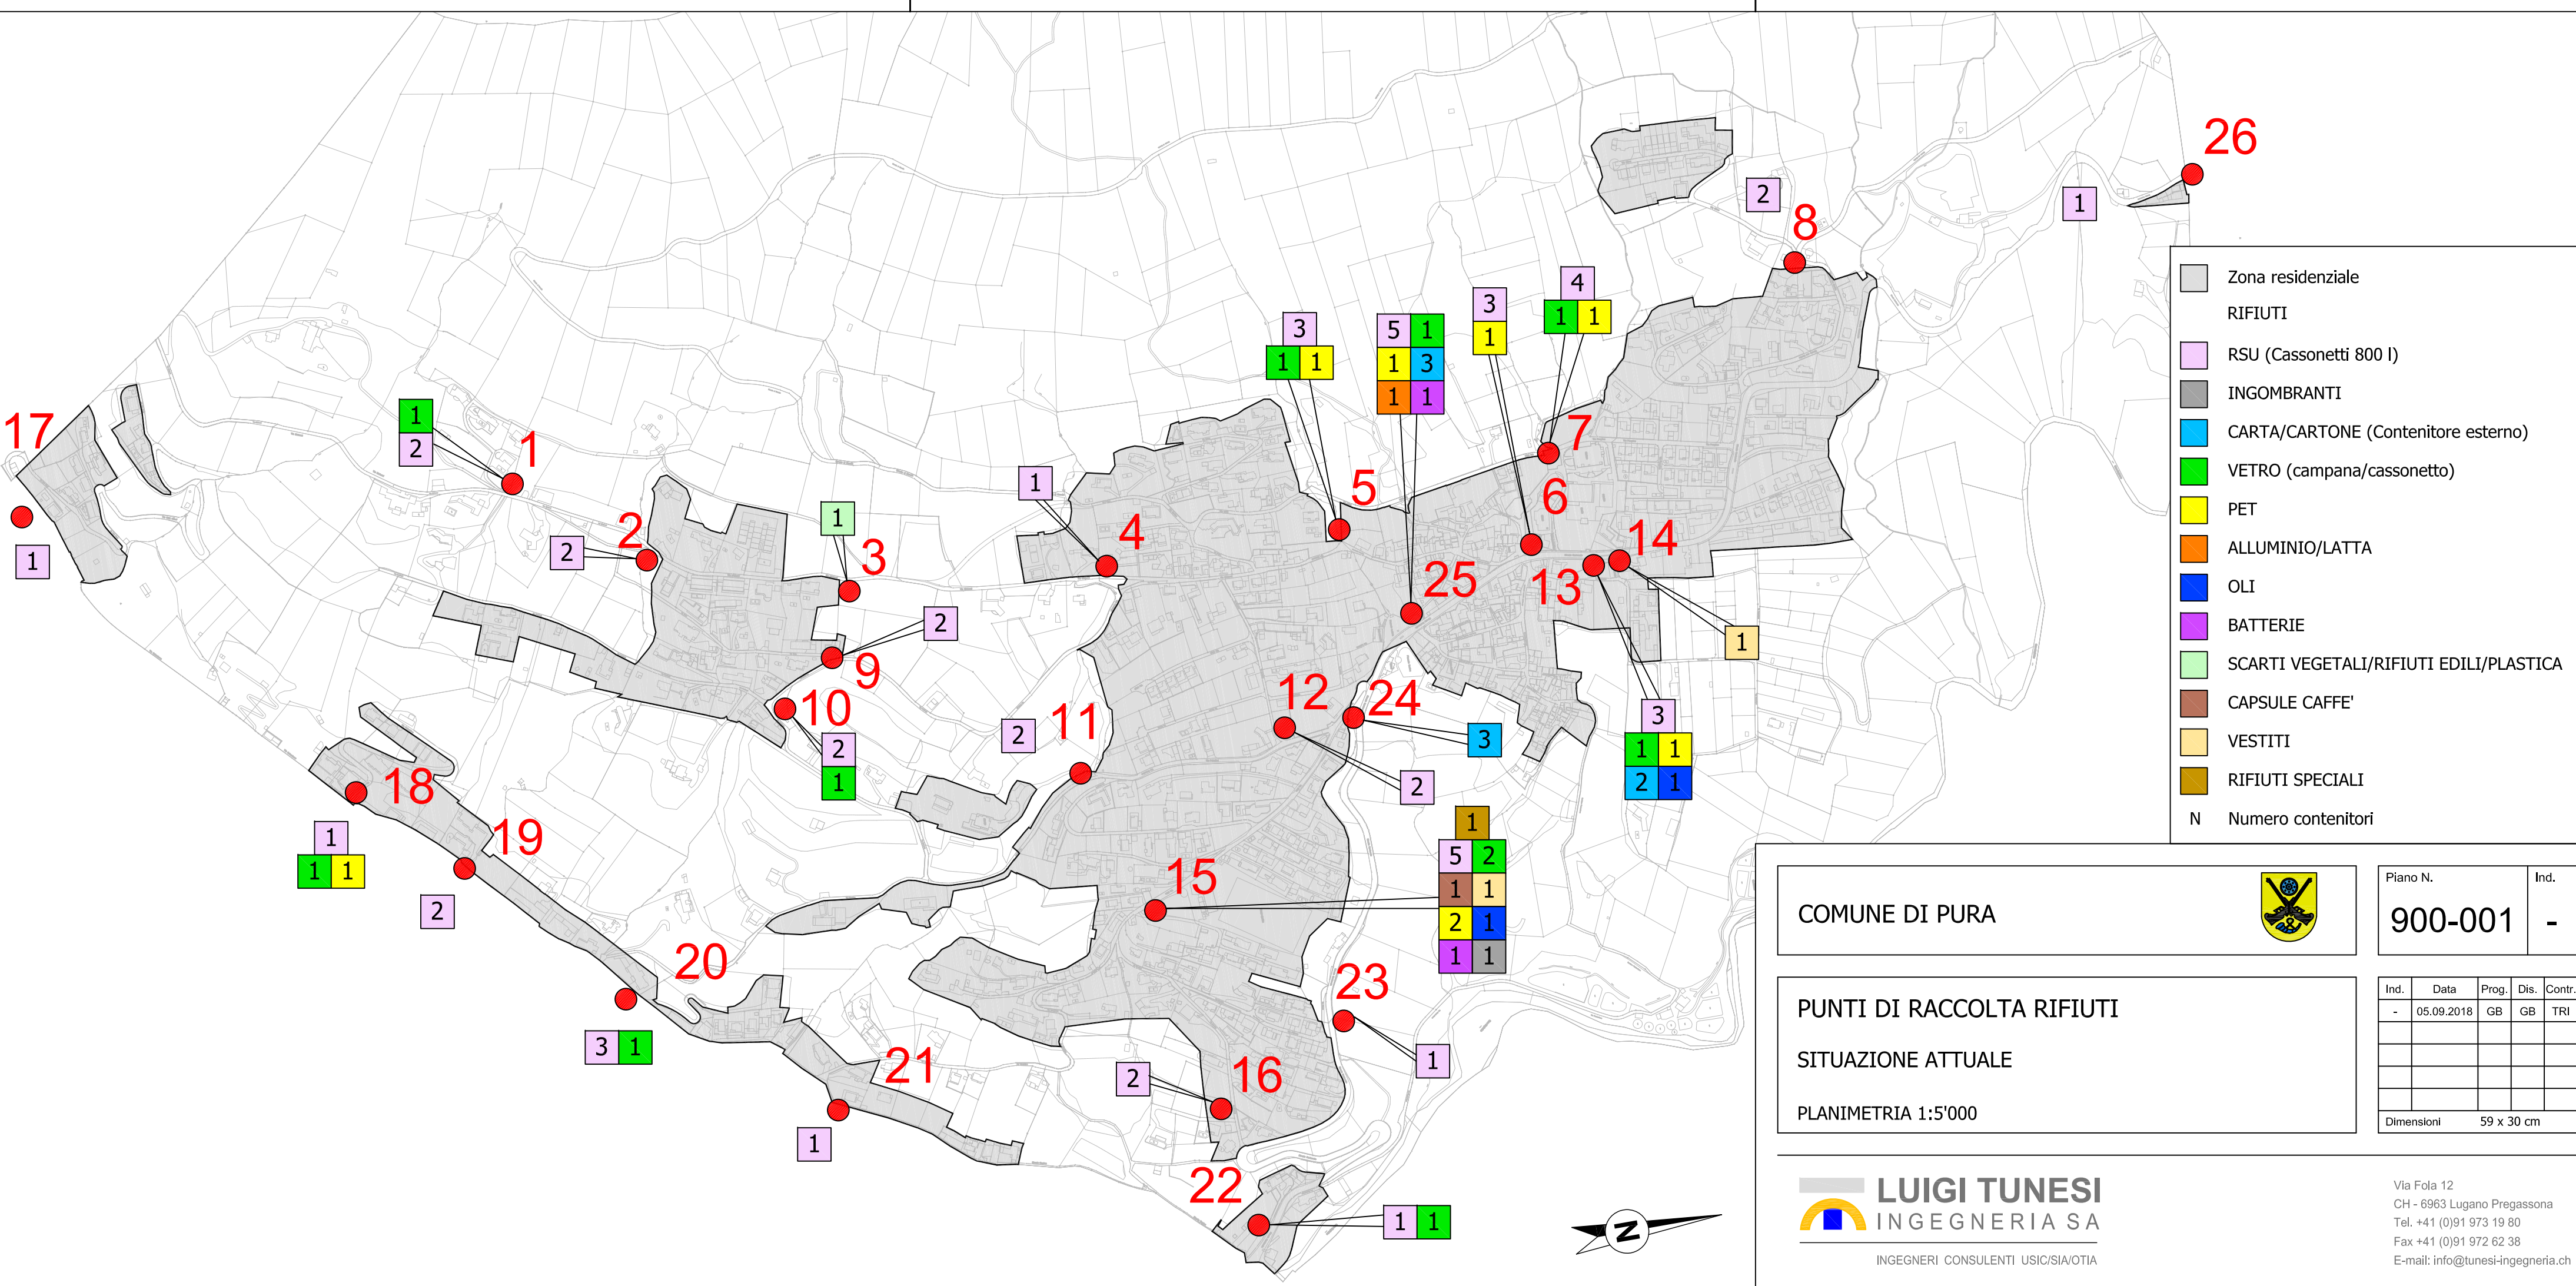 26
1
2
8
4
1 1
3
1
3
1 1
5 1
1 3
1 1
17
1
2
1
7
1
5
6
1
2
2
1
3
4
14
13
25
1
1
2
9
10
2
1
2
11
12
24
3
2
3
1 1
2 1
18
1
1 1
19
2
15
1
5 2
1 1
2 1
1 1
20
3 1
23
1
21
1
2
16
22
1 1
N
Zona residenziale
RIFIUTI
RSU (Cassonetti 800 l)
INGOMBRANTI
CARTA/CARTONE (Contenitore esterno)
VETRO (campana/cassonetto)
PET
ALLUMINIO/LATTA
OLI
BATTERIE
SCARTI VEGETALI/RIFIUTI EDILI/PLASTICA
CAPSULE CAFFE'
VESTITI
RIFIUTI SPECIALI
N Numero contenitori
COMUNE DI PURA
Piano N. Ind.
900-001 -
PUNTI DI RACCOLTA RIFIUTI
SITUAZIONE ATTUALE
PLANIMETRIA 1:5'000
Ind. Data Prog. Dis. Contr.
- 05.09.2018 GB GB TRI
Dimensioni 59 x 30 cm
LUIGI TUNESI
INGEGNERIA SA
INGEGNERI CONSULENTI USIC/SIA/OTIA
Via Fola 12
CH - 6963 Lugano Pregassona
Tel. +41 (0)91 973 19 80
Fax +41 (0)91 972 62 38
E-mail: info@tunesi-ingegneria.ch